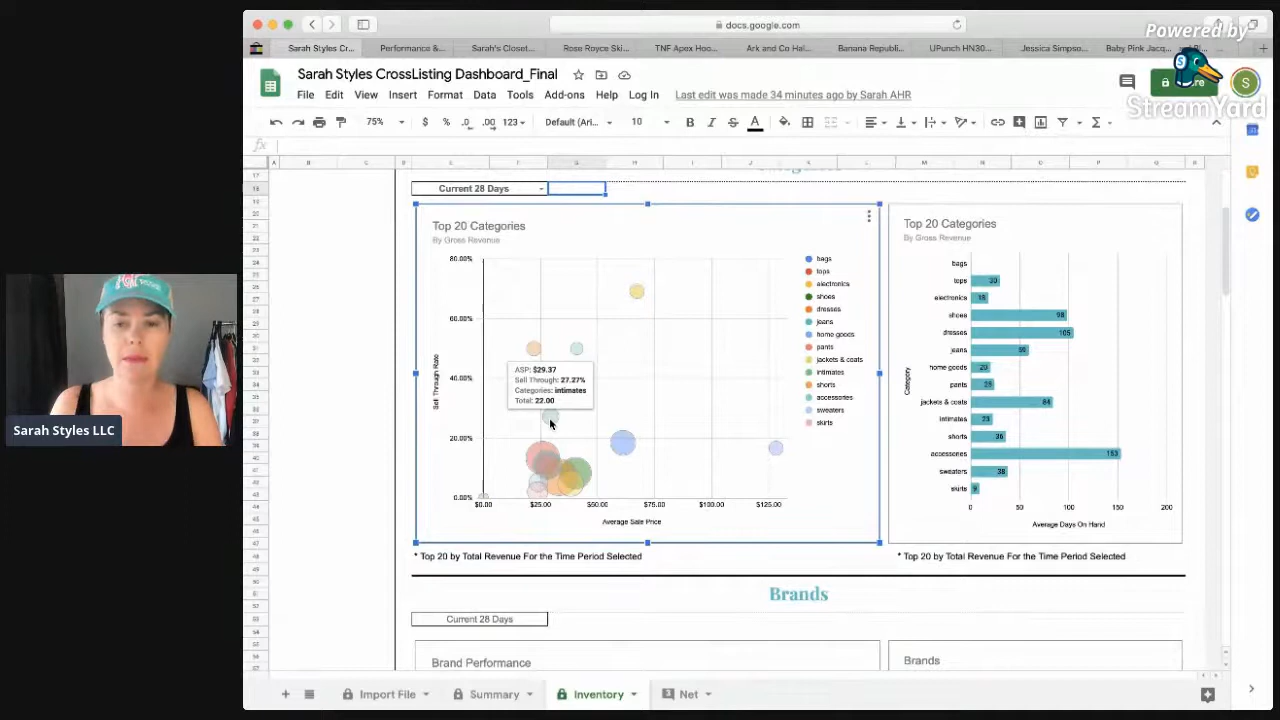 docs.google.com
Powered by
StreamYard
Sarah Styles Cr...
Performance &...
Sarah's Closet...
Rose Royce Ski...
TNF Apex Hoo...
Ark and Co Hal...
Banana Republi...
UPunch HN30...
Jessica Simpso...
Baby Pink Jacq...
Sarah Styles CrossListing Dashboard_Final
S
File Edit View Insert Format Data Tools Add-ons Help Log In Last edit was made 34 minutes ago by Sarah AHR
75% $ % .0 .00 123 Default (Ari... 10 B I S A
fx
Current 28 Days
Top 20 Categories
By Gross Revenue
80.00%
60.00%
40.00%
20.00%
0.00%
Sell Through Rate
$0.00 $25.00 $50.00 $75.00 $100.00 $125.00
Average Sale Price
ASP: $29.37
Sell Through: 27.27%
Categories: intimates
Total: 22.00
bags
tops
electronics
shoes
dresses
jeans
home goods
pants
jackets & coats
intimates
shorts
accessories
sweaters
skirts
Top 20 Categories
By Gross Revenue
Category
bags
tops 30
electronics 18
shoes 98
dresses 105
jeans
home goods 20
pants
jackets & coats 84
intimates 23
shorts 36
accessories 153
sweaters 38
skirts 9
0 50 100 150 200
Average Days On Hand
* Top 20 by Total Revenue For the Time Period Selected
* Top 20 by Total Revenue For the Time Period Selected
Brands
Current 28 Days
Brand Performance
Brands
Import File
Summary
Inventory
Net
Sarah Styles LLC